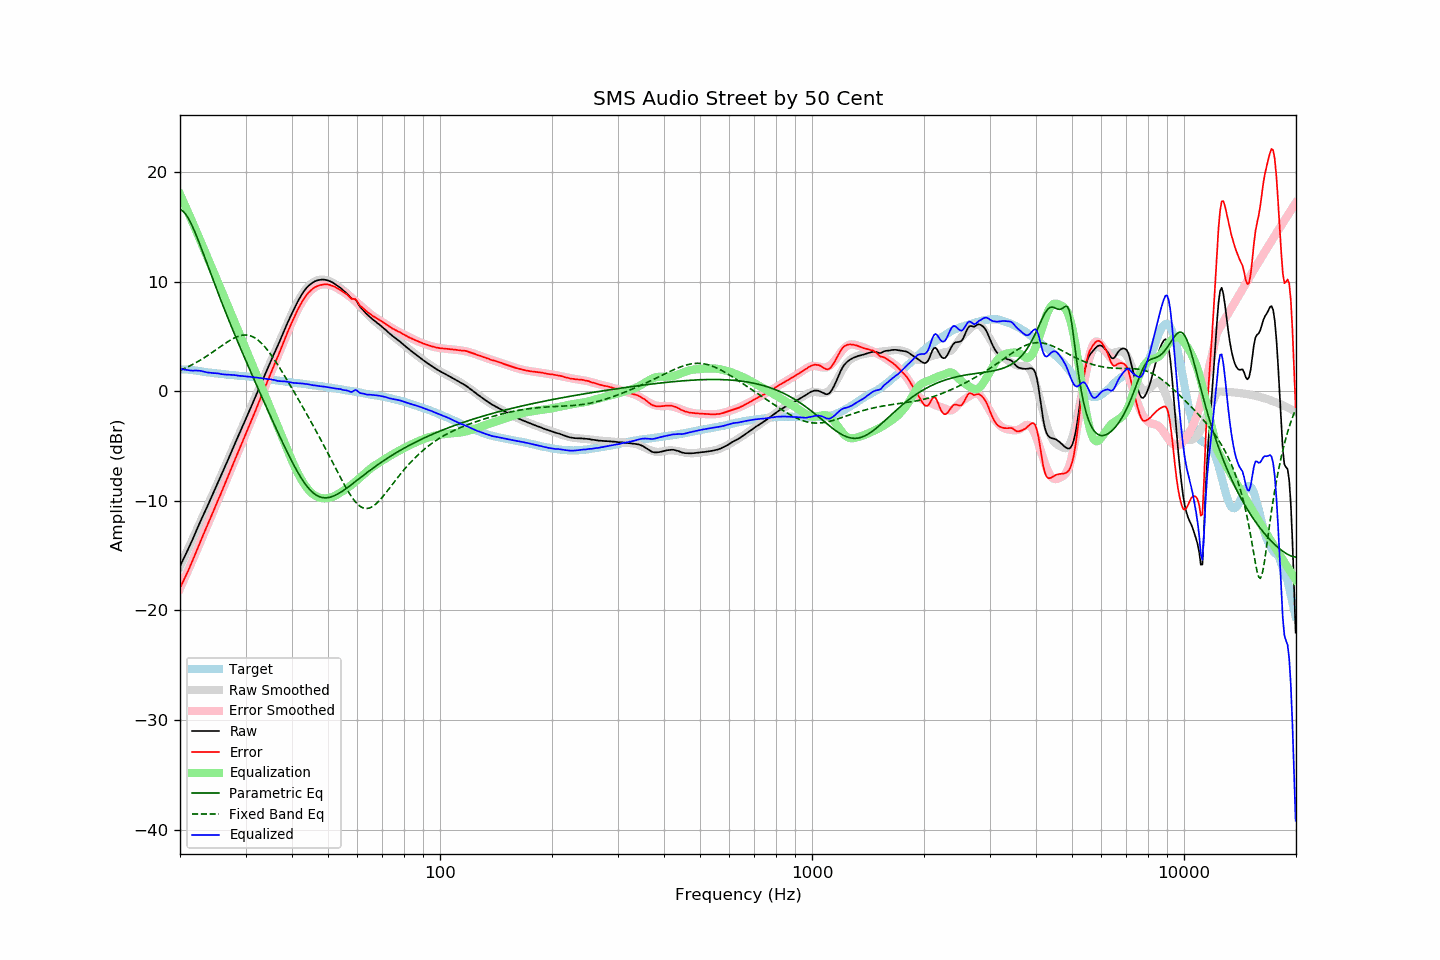 SMS Audio Street by 50 Cent
Amplitude (dBr)
20
10
0
−10
−20
−30
−40
Target
Raw Smoothed
Error Smoothed
Raw
Error
Equalization
Parametric Eq
Fixed Band Eq
Equalized
100
1000
10000
Frequency (Hz)